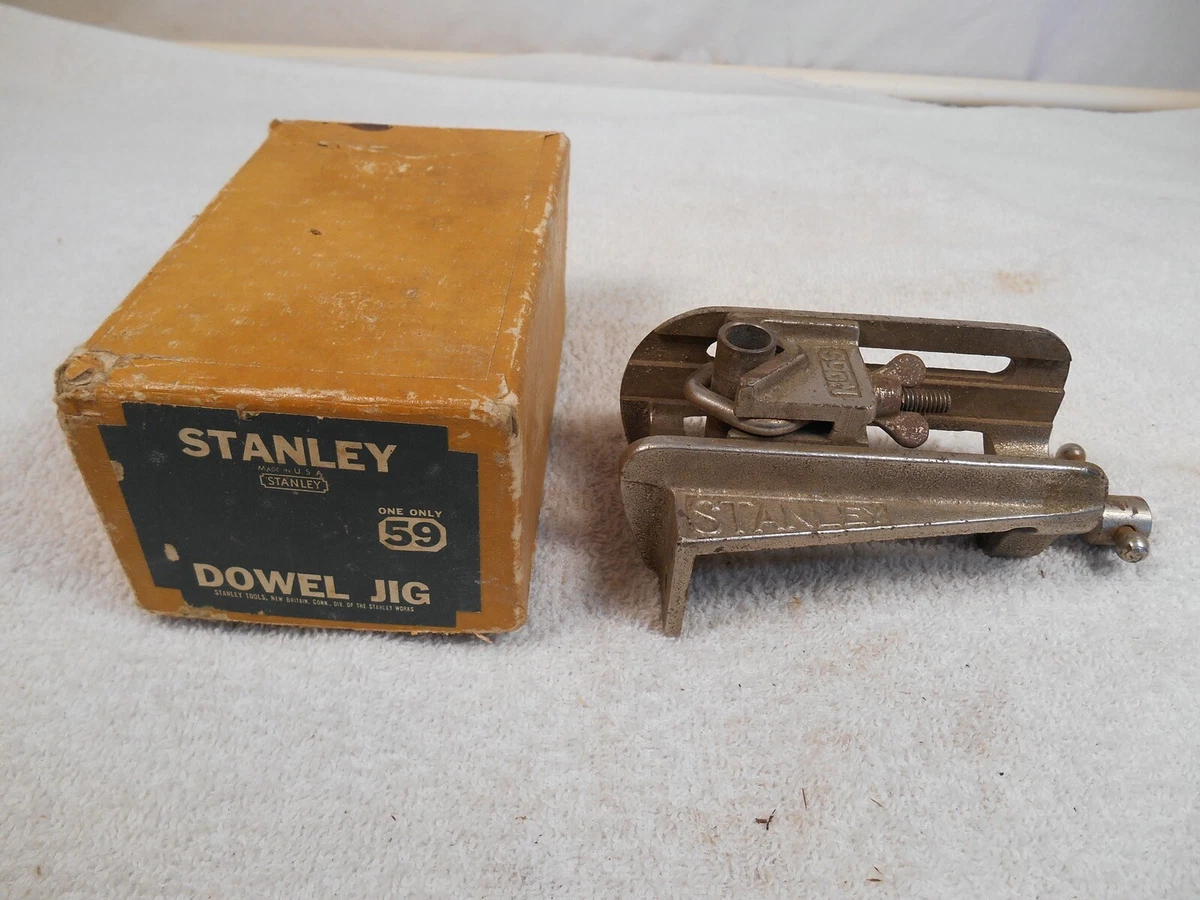 STANLEY
MADE IN U.S.A.
STANLEY
ONE ONLY
59
DOWEL JIG
STANLEY TOOLS, NEW BRITAIN, CONN., DIV. OF THE STANLEY WORKS
STANLEY